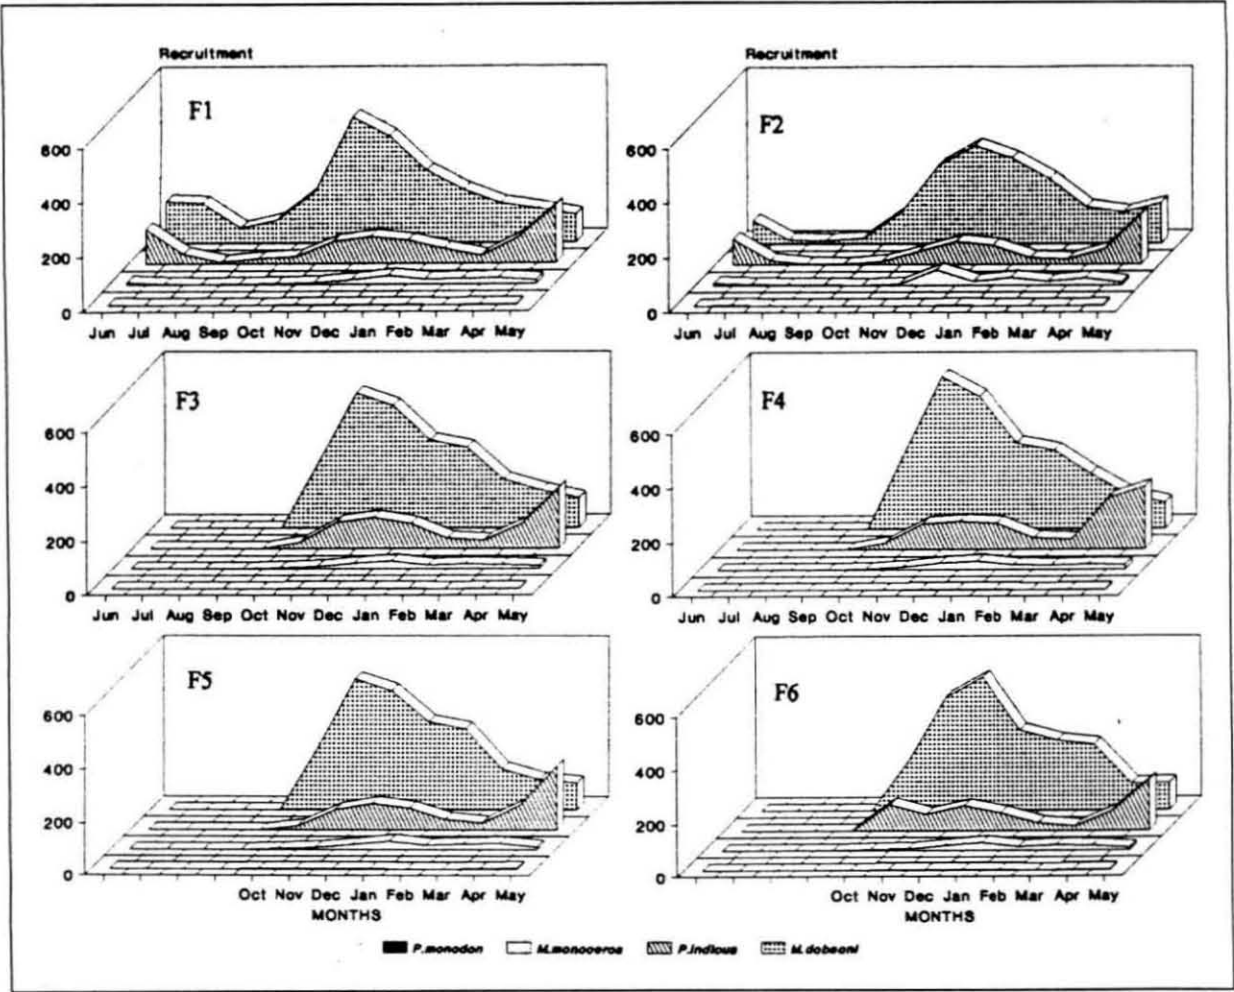 Recruitment Recruitment
F1 F2
600 600
400 400
200 200
0 0
Jun Jul Aug Sep Oct Nov Dec Jan Feb Mar Apr May Jun Jul Aug Sep Oct Nov Dec Jan Feb Mar Apr May
F3 F4
600 600
400 400
200 200
0 0
Jun Jul Aug Sep Oct Nov Dec Jan Feb Mar Apr May Jun Jul Aug Sep Oct Nov Dec Jan Feb Mar Apr May
F5 F6
600 600
400 400
200 200
0 0
Oct Nov Dec Jan Feb Mar Apr May Oct Nov Dec Jan Feb Mar Apr May
MONTHS MONTHS
P.monodon M.monoceros P.indicus M.dobsoni